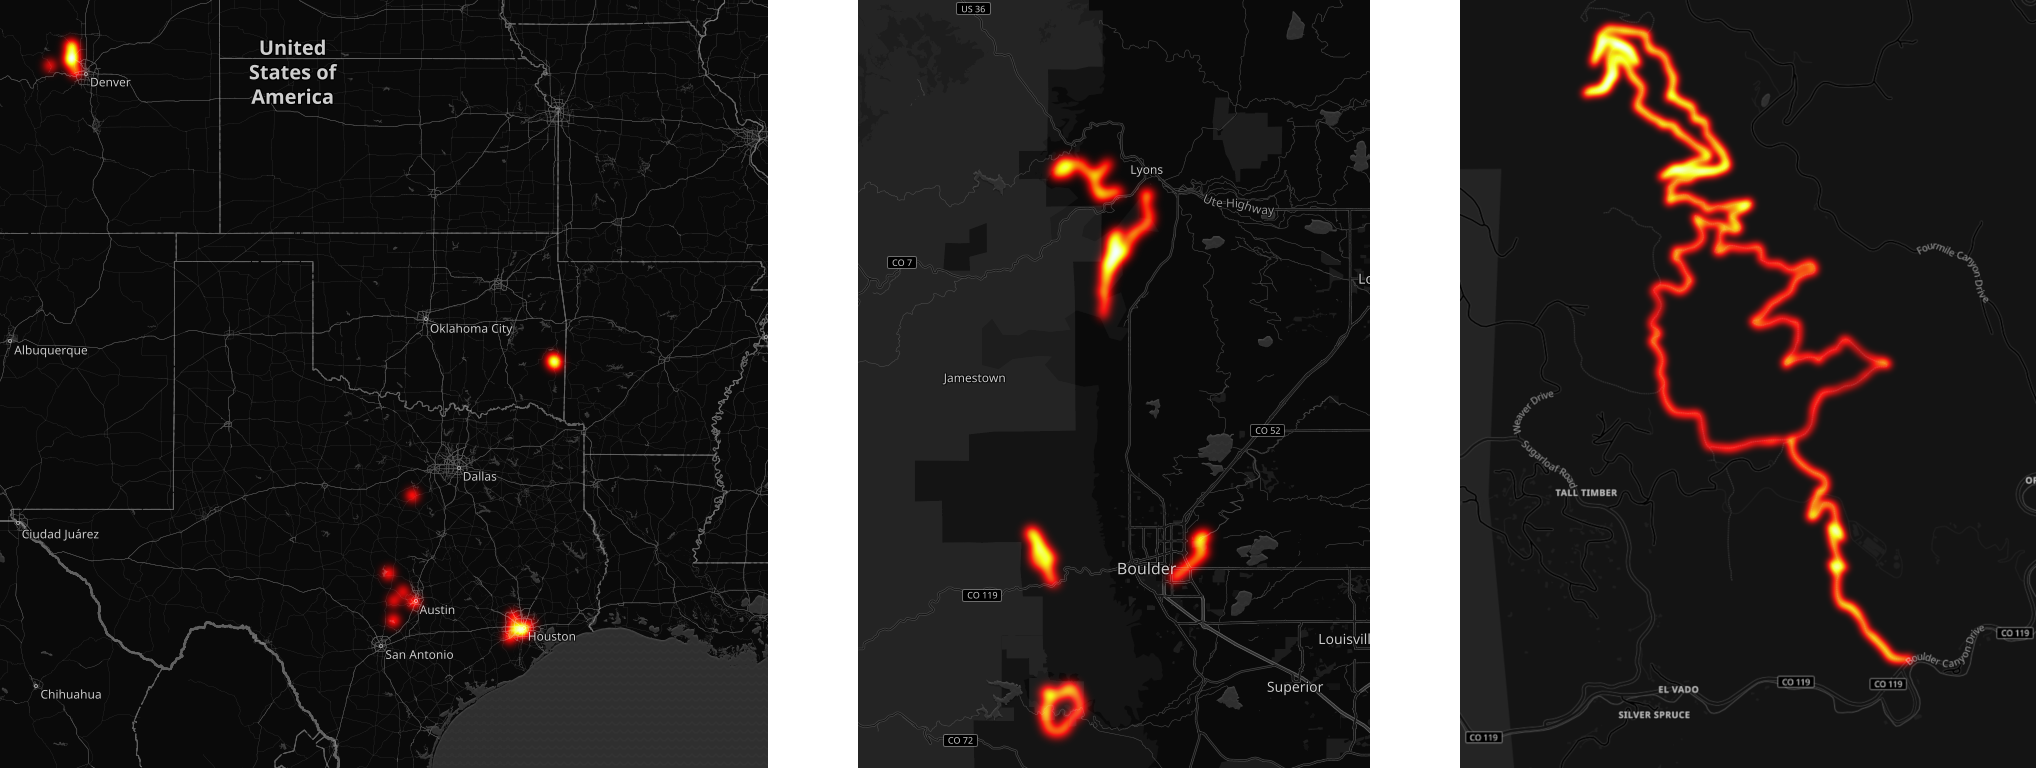 United
States of
America
Denver
Oklahoma City
Albuquerque
Dallas
Ciudad Juárez
Austin
Houston
San Antonio
Chihuahua
US 36
Lyons
Ute Highway
CO 7
Lo
Jamestown
CO 52
Boulder
CO 119
Louisvill
Superior
CO 72
Fourmile Canyon Drive
Weaver Drive
Sugarloaf Road
TALL TIMBER
OR
CO 119
Boulder Canyon Drive
CO 119
CO 119
EL VADO
SILVER SPRUCE
CO 119